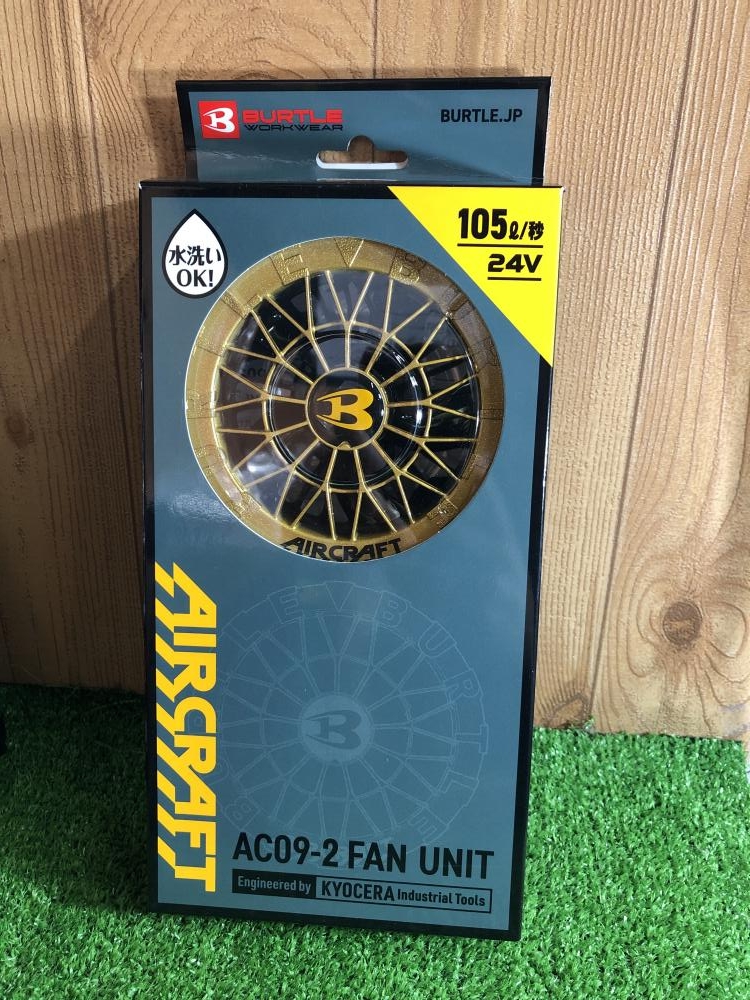 BURTLE
WORKWEAR
BURTLE.JP
水洗い
OK!
105ℓ/秒
24V
B
AIRCRAFT
AIRCRAFT
AC09-2 FAN UNIT
Engineered by KYOCERA Industrial Tools